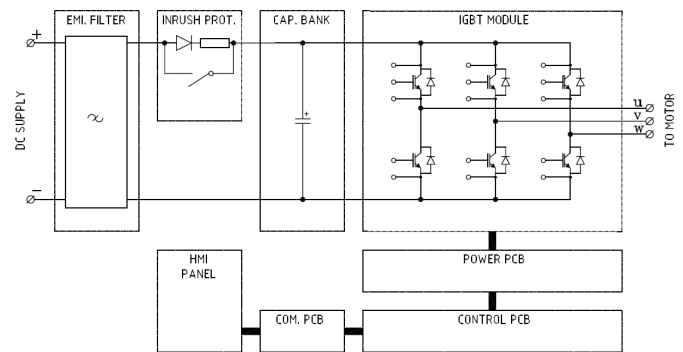 EMI. FILTER
INRUSH PROT.
CAP. BANK
IGBT MODULE
+
DC SUPPLY
−
~
+
u
v
w
TO MOTOR
HMI
PANEL
POWER PCB
COM. PCB
CONTROL PCB